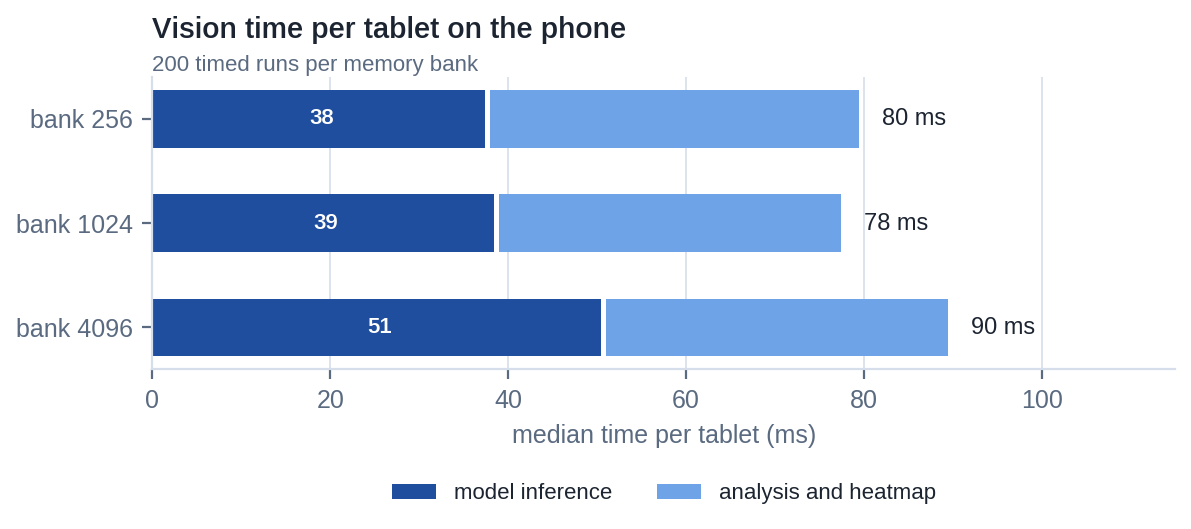 Vision time per tablet on the phone
200 timed runs per memory bank
bank 256
38
80 ms
bank 1024
39
78 ms
bank 4096
51
90 ms
0 20 40 60 80 100
median time per tablet (ms)
model inference analysis and heatmap